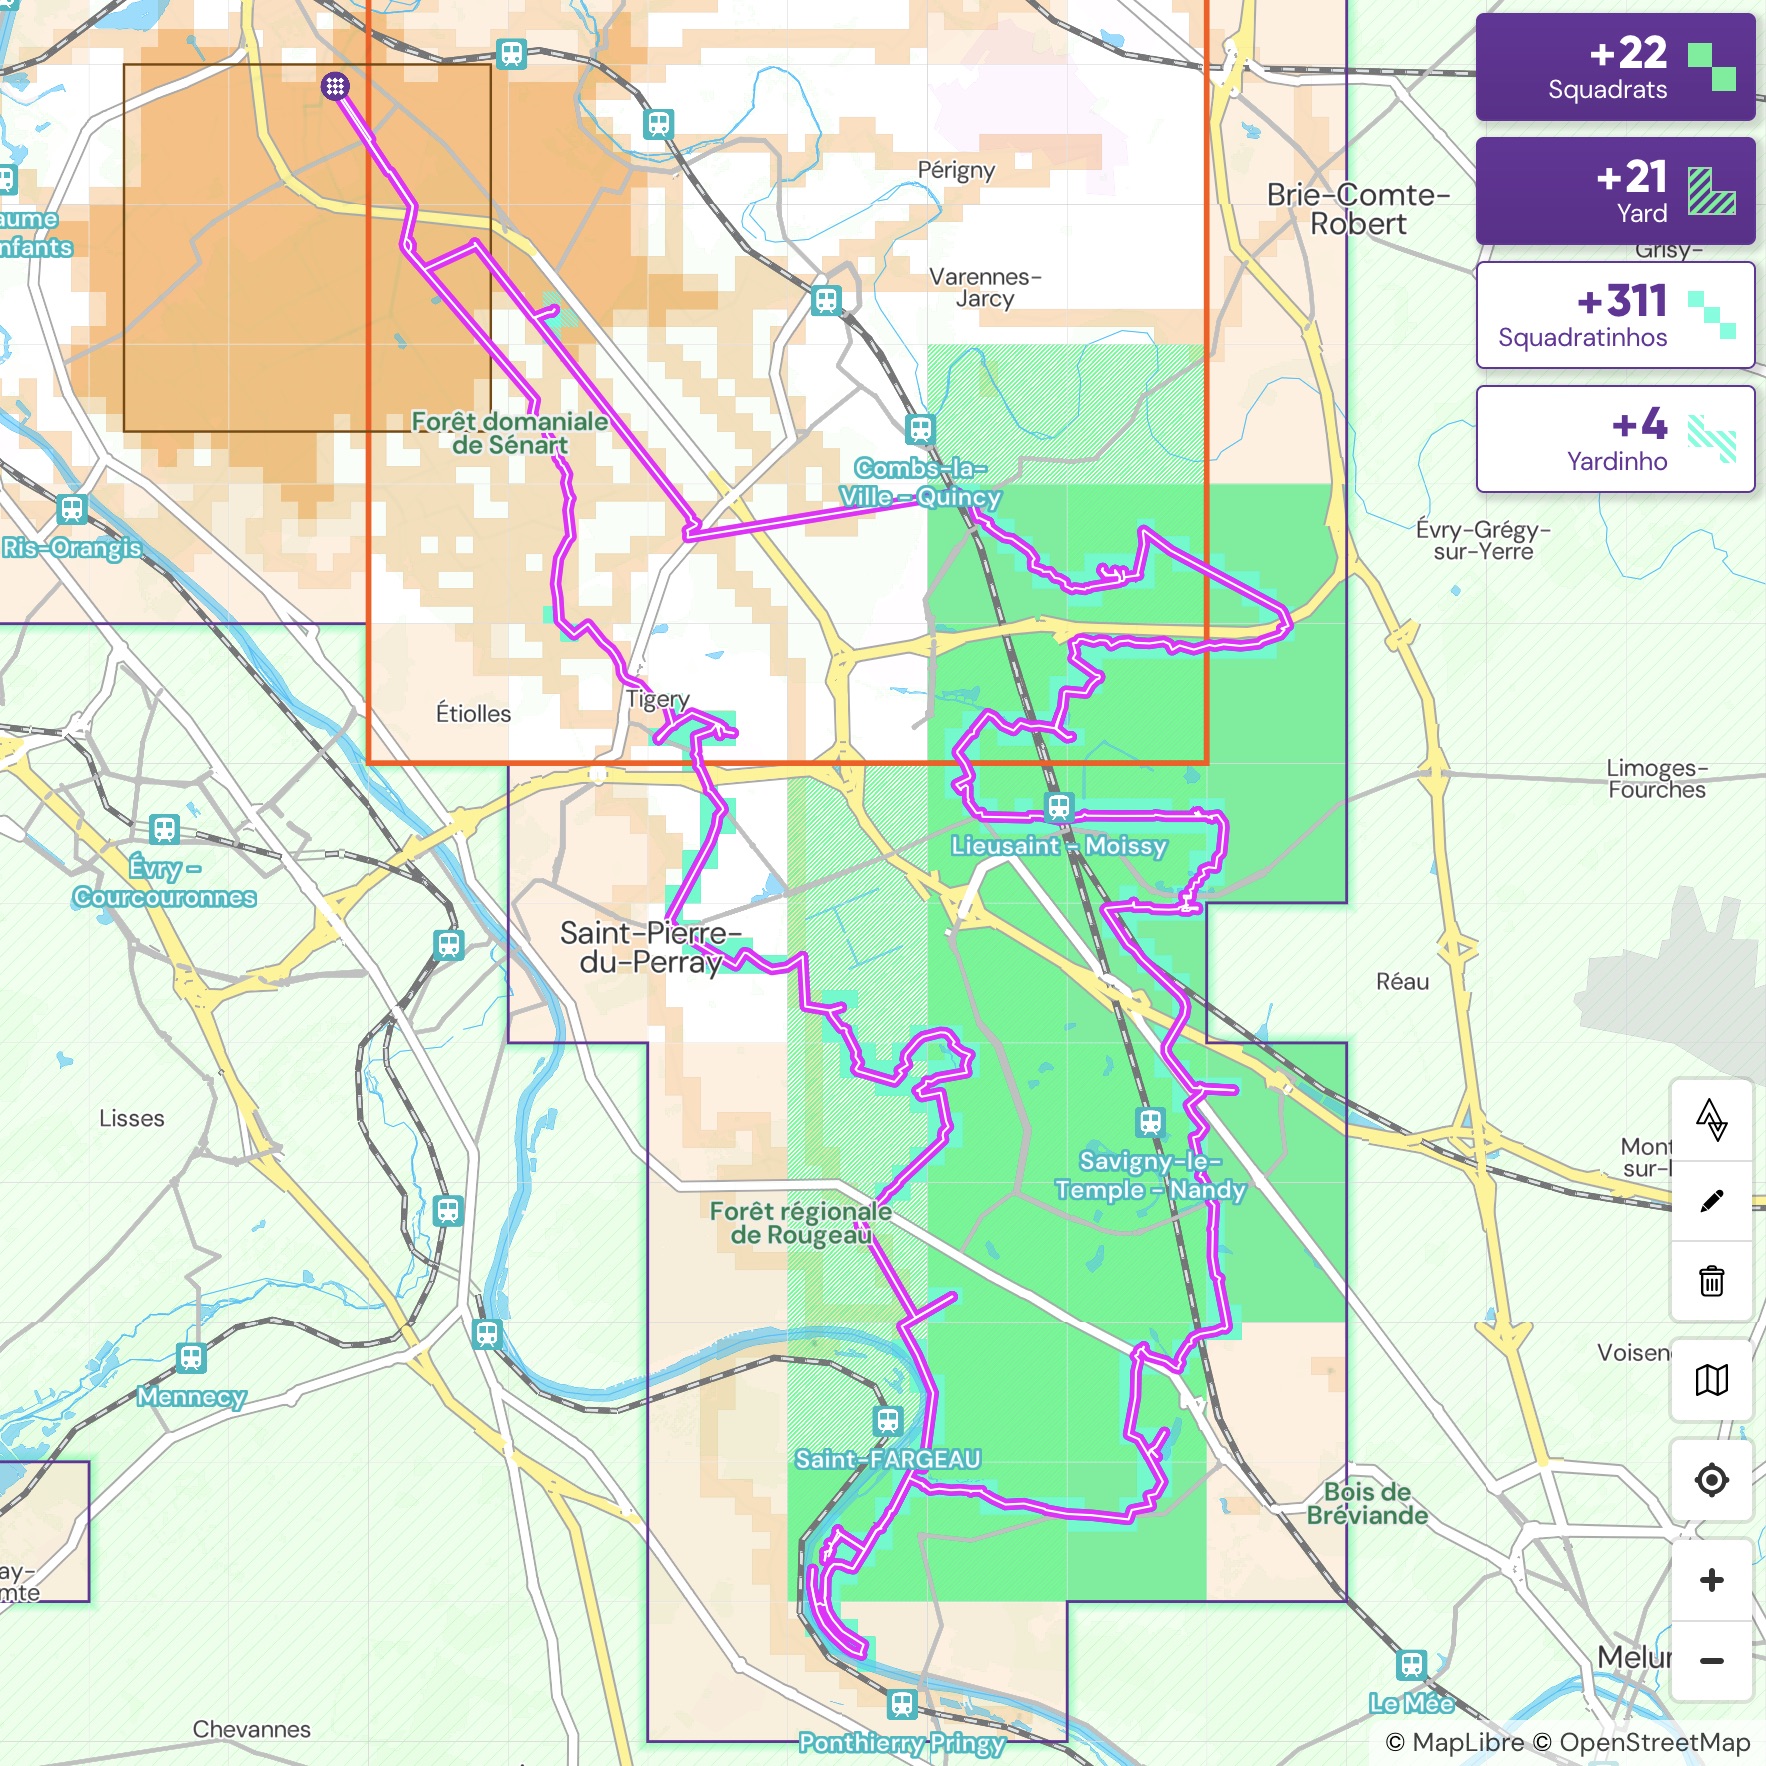 +22
Squadrats
+21
Yard
+311
Squadratinhos
+4
Yardinho
Périgny
Brie-Comte-
Robert
Grisy-
aume
nfants
Varennes-
Jarcy
Forêt domaniale
de Sénart
Combs-la-
Ville - Quincy
Ris-Orangis
Évry-Grégy-
sur-Yerre
Tigery
Étiolles
Limoges-
Fourches
Lieusaint - Moissy
Évry -
Courcouronnes
Saint-Pierre-
du-Perray
Réau
Lisses
Mont
sur-
Savigny-le-
Temple - Nandy
Forêt régionale
de Rougeau
Voisen
Mennecy
Saint-FARGEAU
Bois de
Bréviande
ay-
mte
Melun
Le Mée
Chevannes
Ponthierry Pringy
© MapLibre © OpenStreetMap